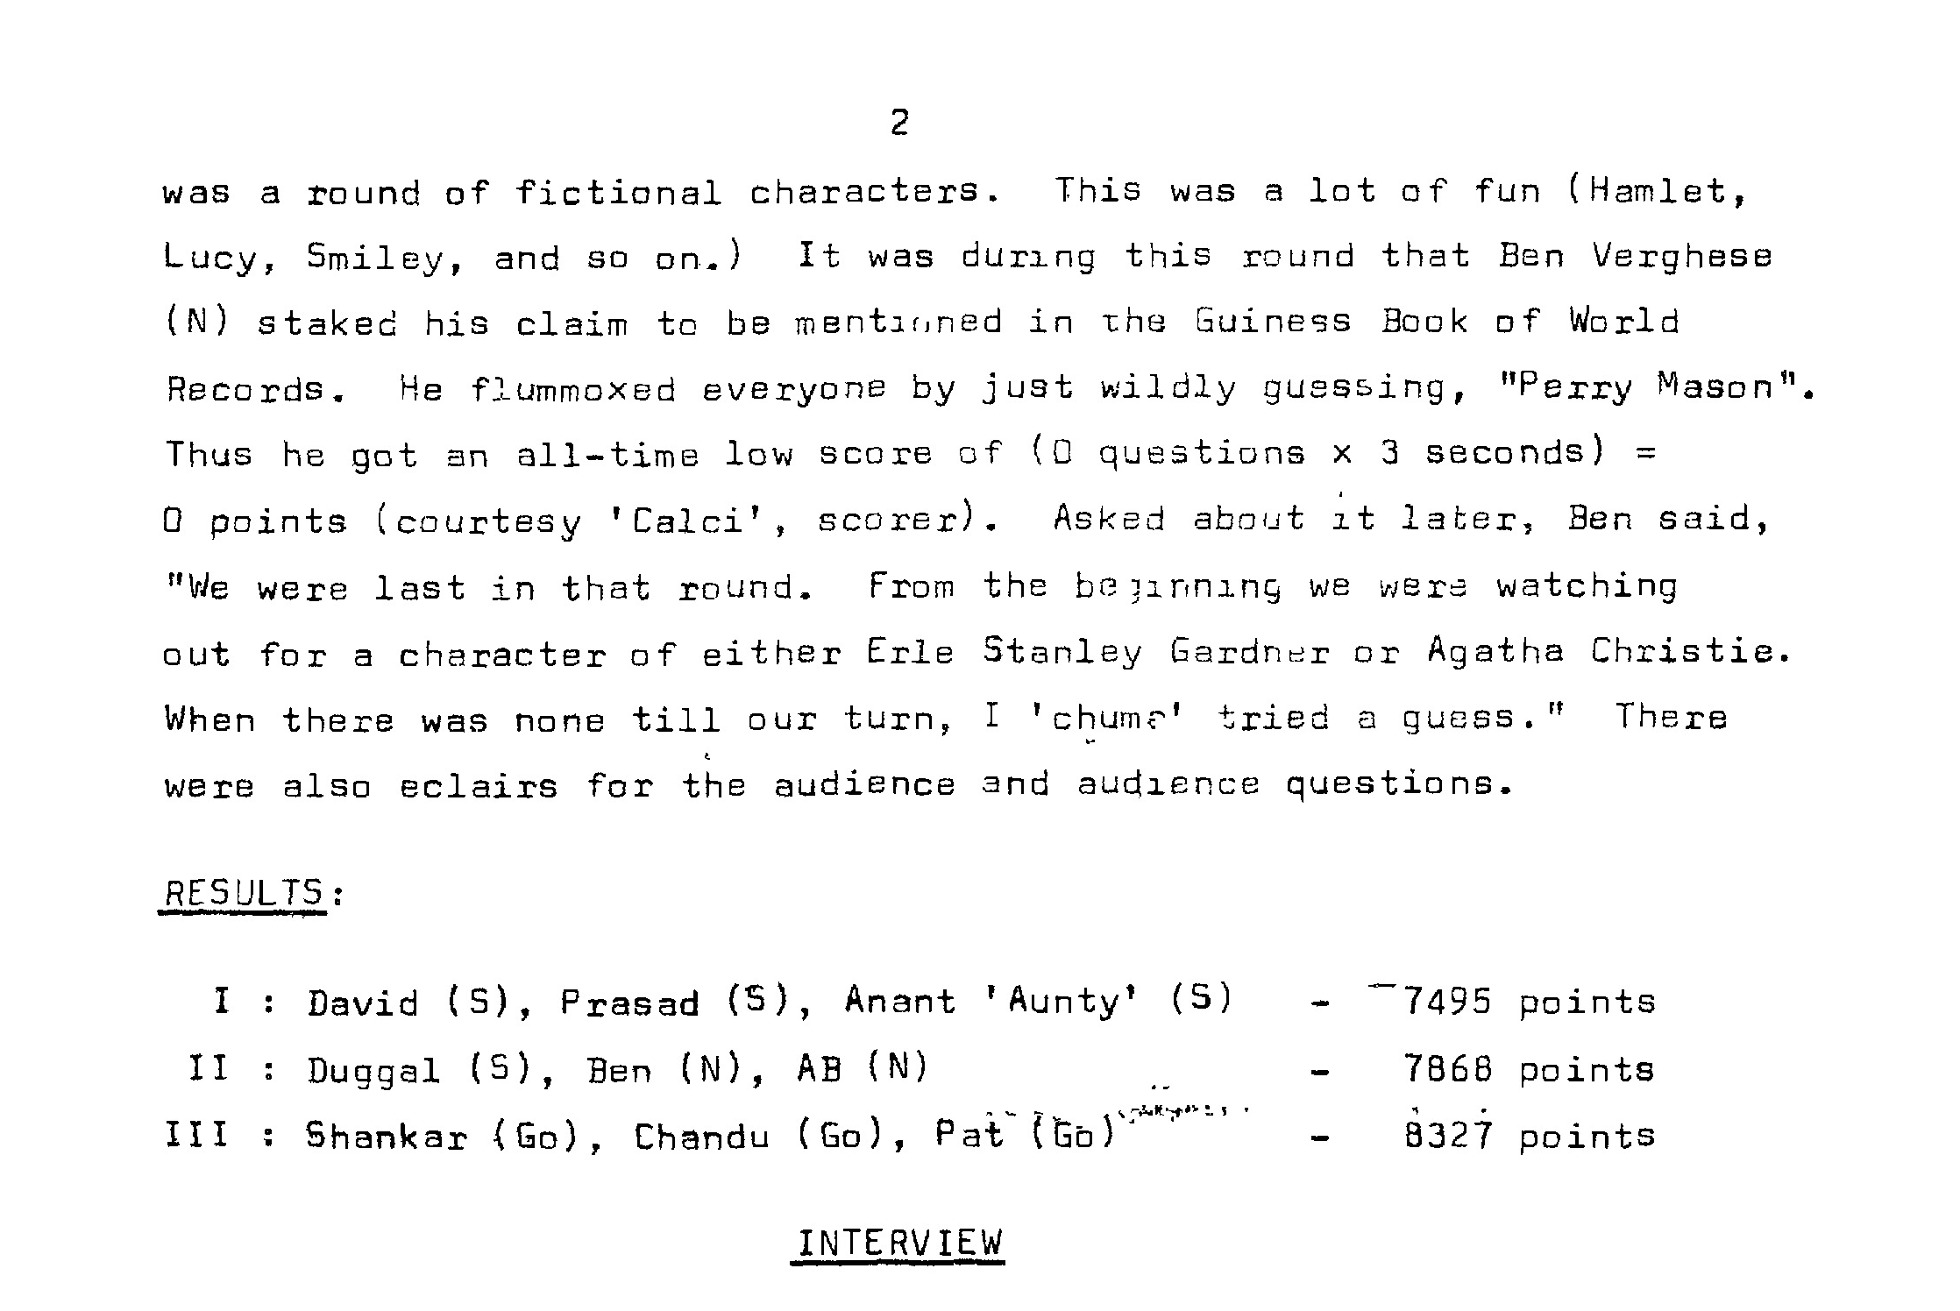 2
was a round of fictional characters. This was a lot of fun (Hamlet,
Lucy, Smiley, and so on.) It was during this round that Ben Verghese
(N) staked his claim to be mentioned in the Guiness Book of World
Records. He flummoxed everyone by just wildly guessing, "Perry Mason".
Thus he got an all-time low score of (0 questions x 3 seconds) =
0 points (courtesy 'Calci', scorer). Asked about it later, Ben said,
"We were last in that round. From the beginning we were watching
out for a character of either Erle Stanley Gardner or Agatha Christie.
When there was none till our turn, I 'chume' tried a guess." There
were also eclairs for the audience and audience questions.
RESULTS:
I : David (S), Prasad (S), Anant 'Aunty' (S) - 7495 points
II : Duggal (S), Ben (N), AB (N) - 7868 points
III : Shankar (Go), Chandu (Go), Pat (Go) - 8327 points
INTERVIEW